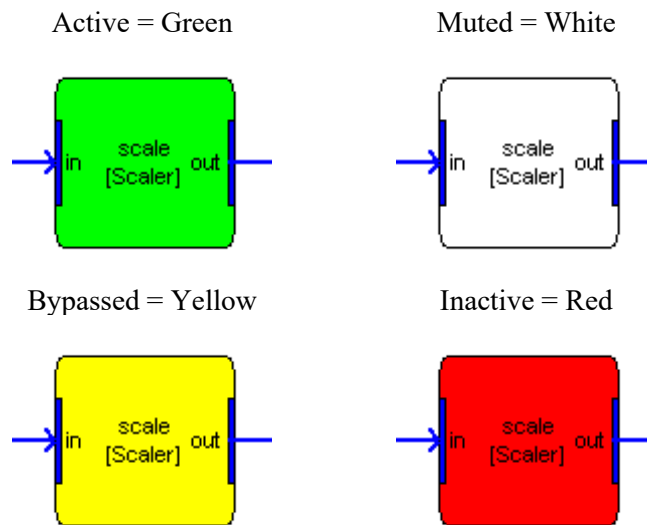 Active = Green
Muted = White
in
scale
[Scaler]
out
in
scale
[Scaler]
out
Bypassed = Yellow
Inactive = Red
in
scale
[Scaler]
out
in
scale
[Scaler]
out